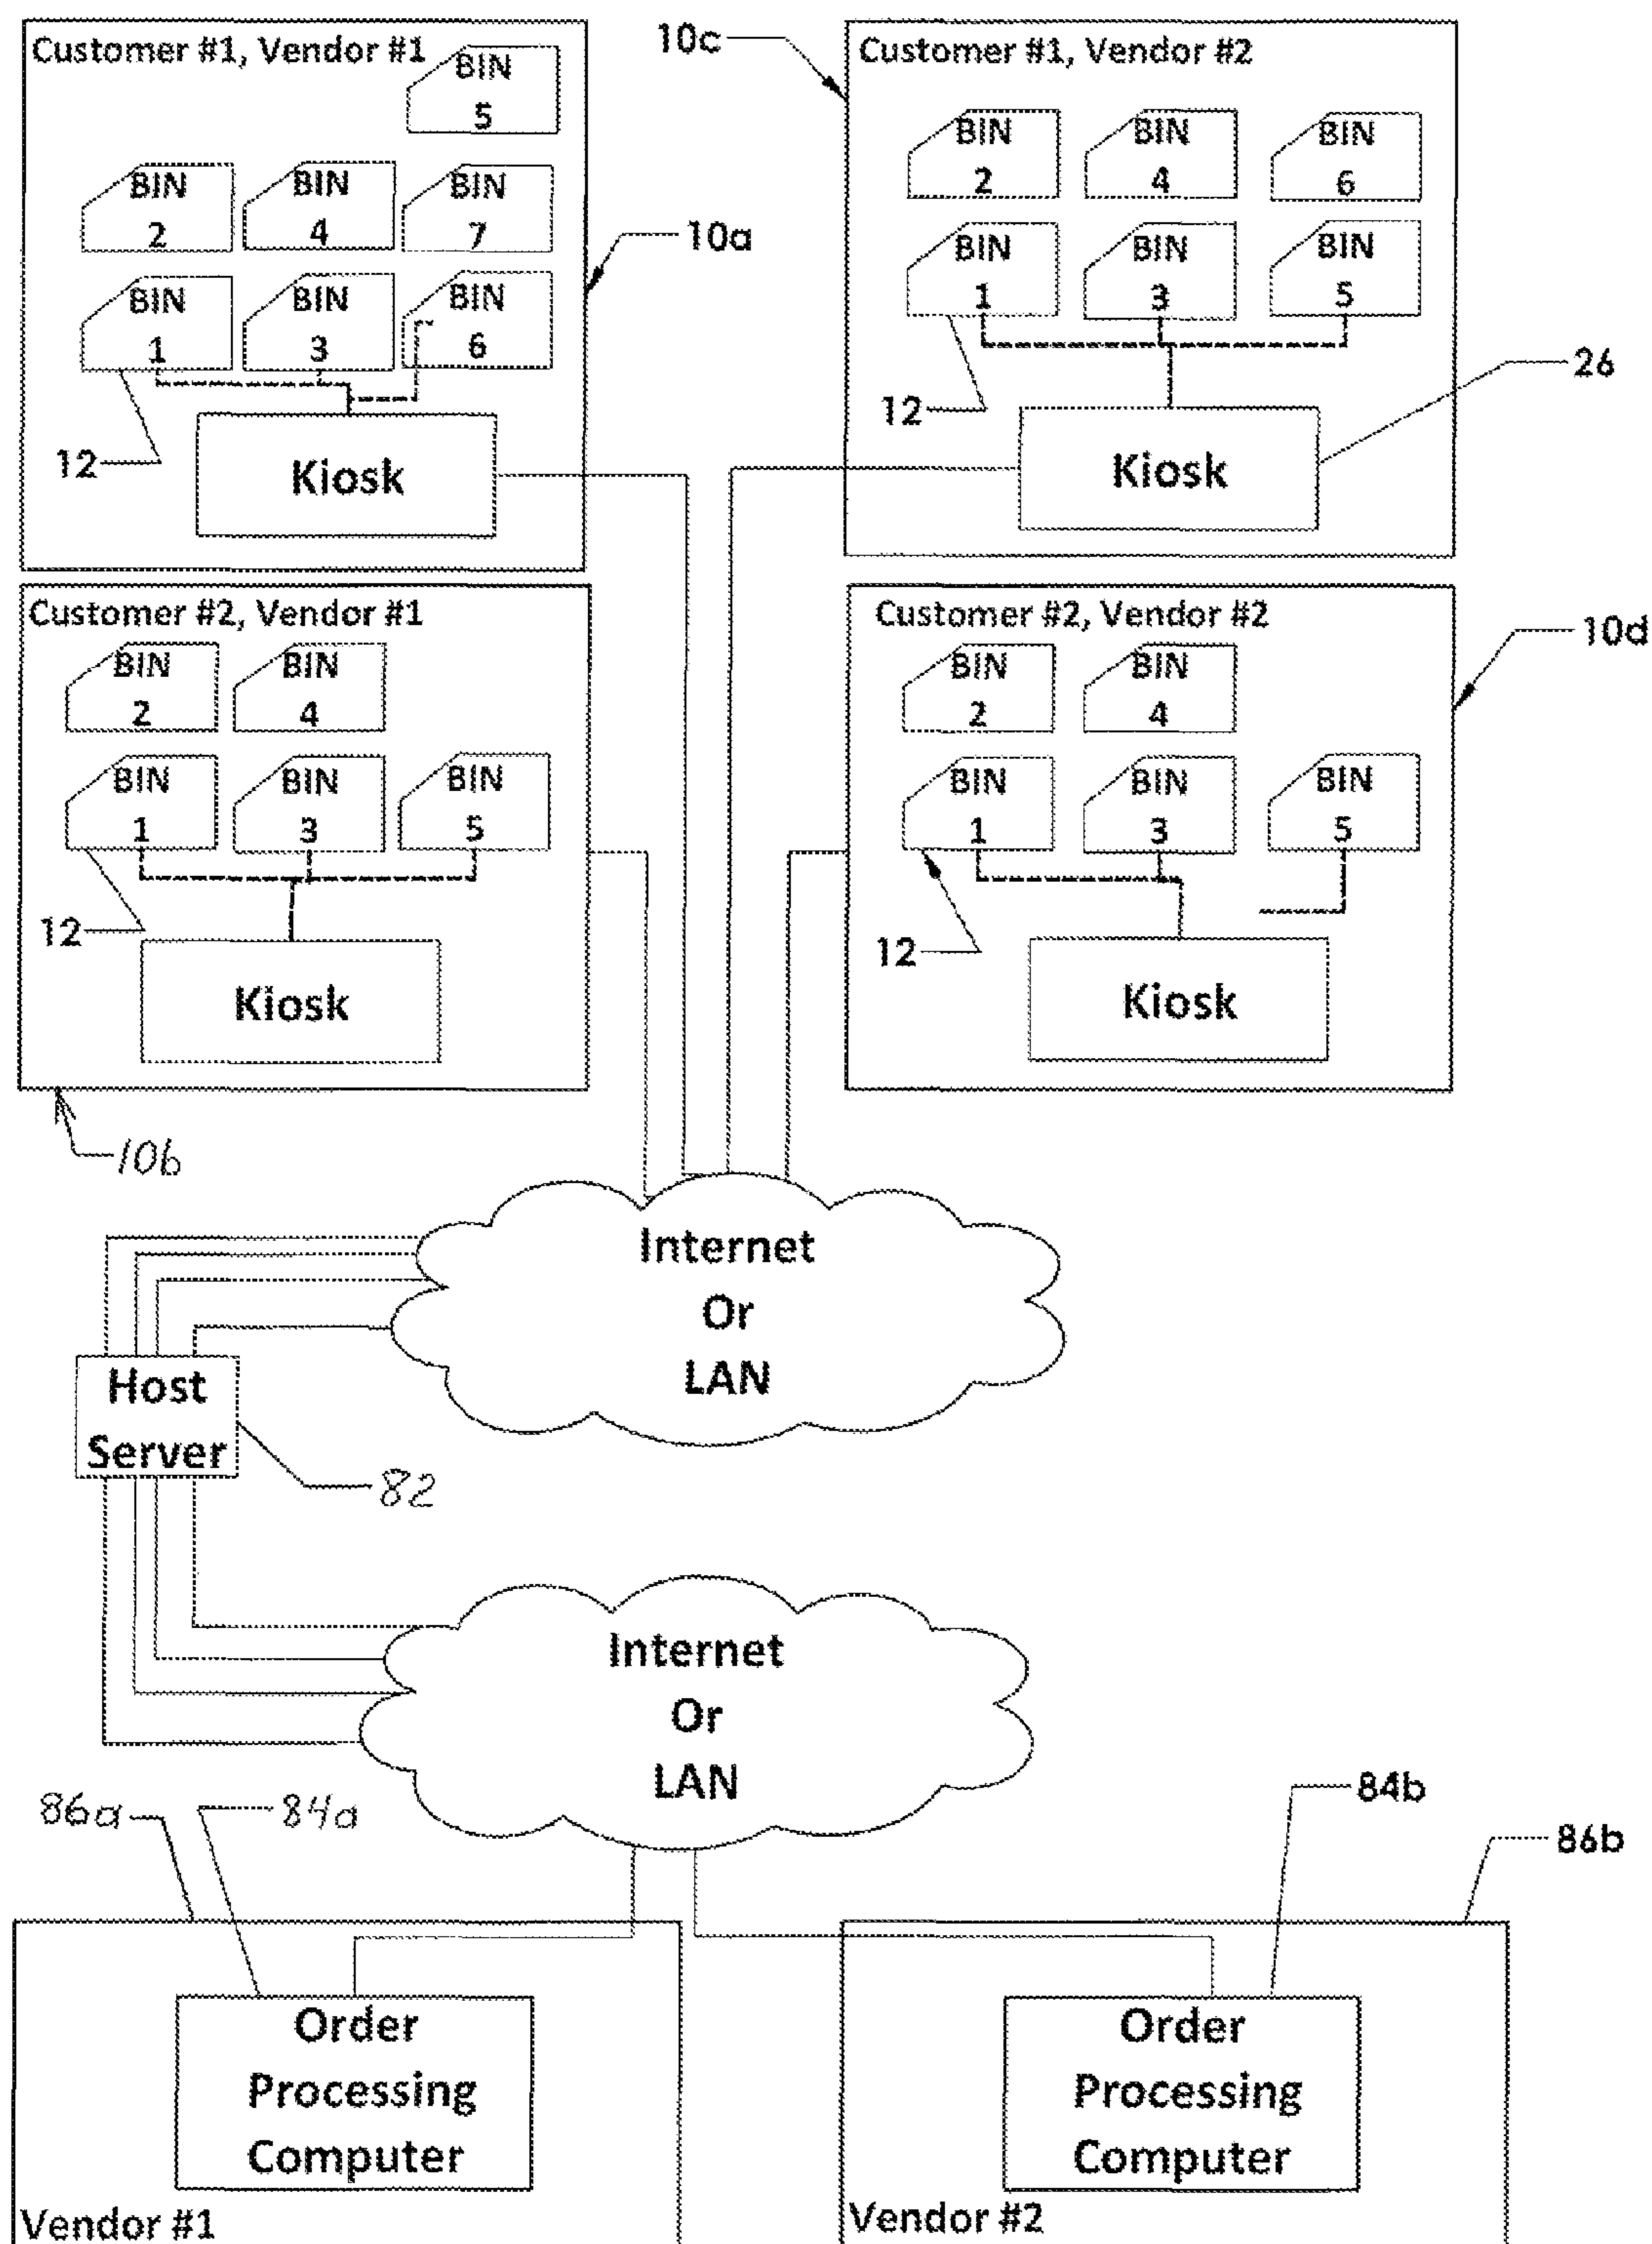 Customer #1, Vendor #1
BIN
5
BIN
2
BIN
4
BIN
7
BIN
1
BIN
3
BIN
6
12
Kiosk
10a
10c
Customer #1, Vendor #2
BIN
2
BIN
4
BIN
6
BIN
1
BIN
3
BIN
5
12
26
Kiosk
Customer #2, Vendor #1
BIN
2
BIN
4
BIN
1
BIN
3
BIN
5
12
Kiosk
10b
Customer #2, Vendor #2
BIN
2
BIN
4
BIN
1
BIN
3
BIN
5
12
Kiosk
10d
Internet
Or
LAN
Host
Server
82
Internet
Or
LAN
86a
84a
84b
86b
Order
Processing
Computer
Vendor #1
Order
Processing
Computer
Vendor #2